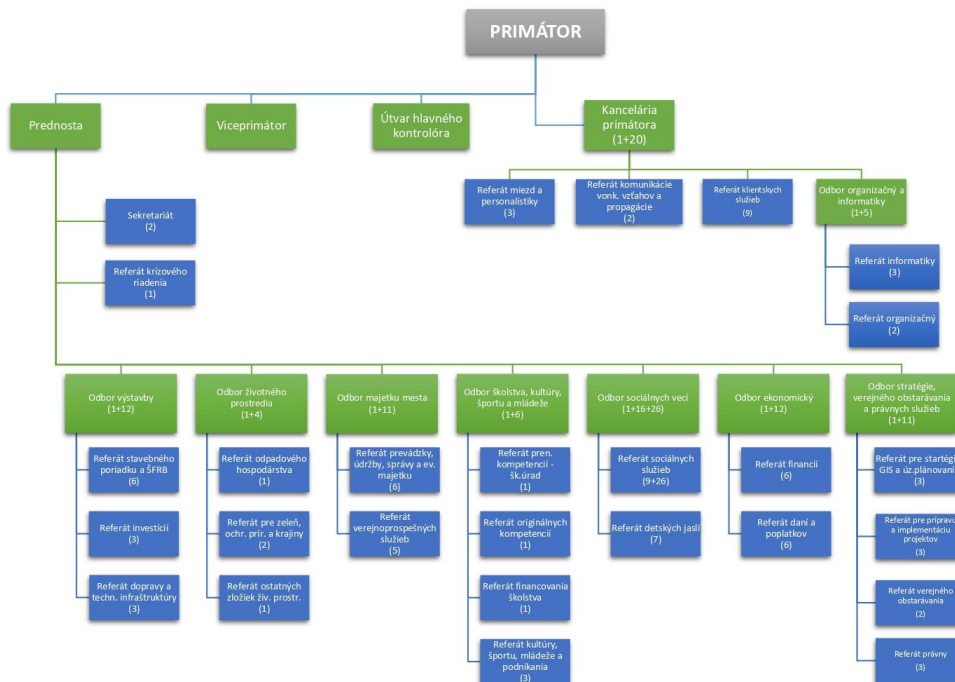 PRIMÁTOR
Prednosta
Viceprimátor
Útvar hlavného
kontrolóra
Kancelária
primátora
(1+20)
Referát miezd a
personalistiky
(3)
Referát komunikácie
vonk. vzťahov a
propagácie
(2)
Referát klientskych
služieb
(9)
Odbor organizačný a
informatiky
(1+5)
Sekretariát
(2)
Referát krízového
riadenia
(1)
Referát informatiky
(3)
Referát organizačný
(2)
Odbor výstavby
(1+12)
Odbor životného
prostredia
(1+4)
Odbor majetku mesta
(1+11)
Odbor školstva, kultúry,
športu a mládeže
(1+6)
Odbor sociálnych vecí
(1+16+26)
Odbor ekonomický
(1+12)
Odbor stratégie,
verejného obstarávania
a právnych služieb
(1+11)
Referát stavebného
poriadku a ŠFRB
(6)
Referát investícií
(3)
Referát dopravy a
techn. infraštruktúry
(3)
Referát odpadového
hospodárstva
(1)
Referát pre zeleň,
ochr. prír. a krajiny
(2)
Referát ostatných
zložiek živ. prostr.
(1)
Referát prevádzky,
údržby, správy a ev.
majetku
(6)
Referát
verejnoprospešných
služieb
(5)
Referát pren.
kompetencií -
šk.úrad
(1)
Referát originálnych
kompetencií
(1)
Referát financovania
školstva
(1)
Referát kultúry,
športu, mládeže a
podnikania
(3)
Referát
sociálnych
služieb
(9+26)
Referát detských jaslí
(7)
Referát financií
(6)
Referát daní a
poplatkov
(6)
Referát pre startégiu
GIS a úz.plánovania
(3)
Referát pre prípravu
a implementáciu
projektov
(3)
Referát verejného
obstarávania
(2)
Referát právny
(3)